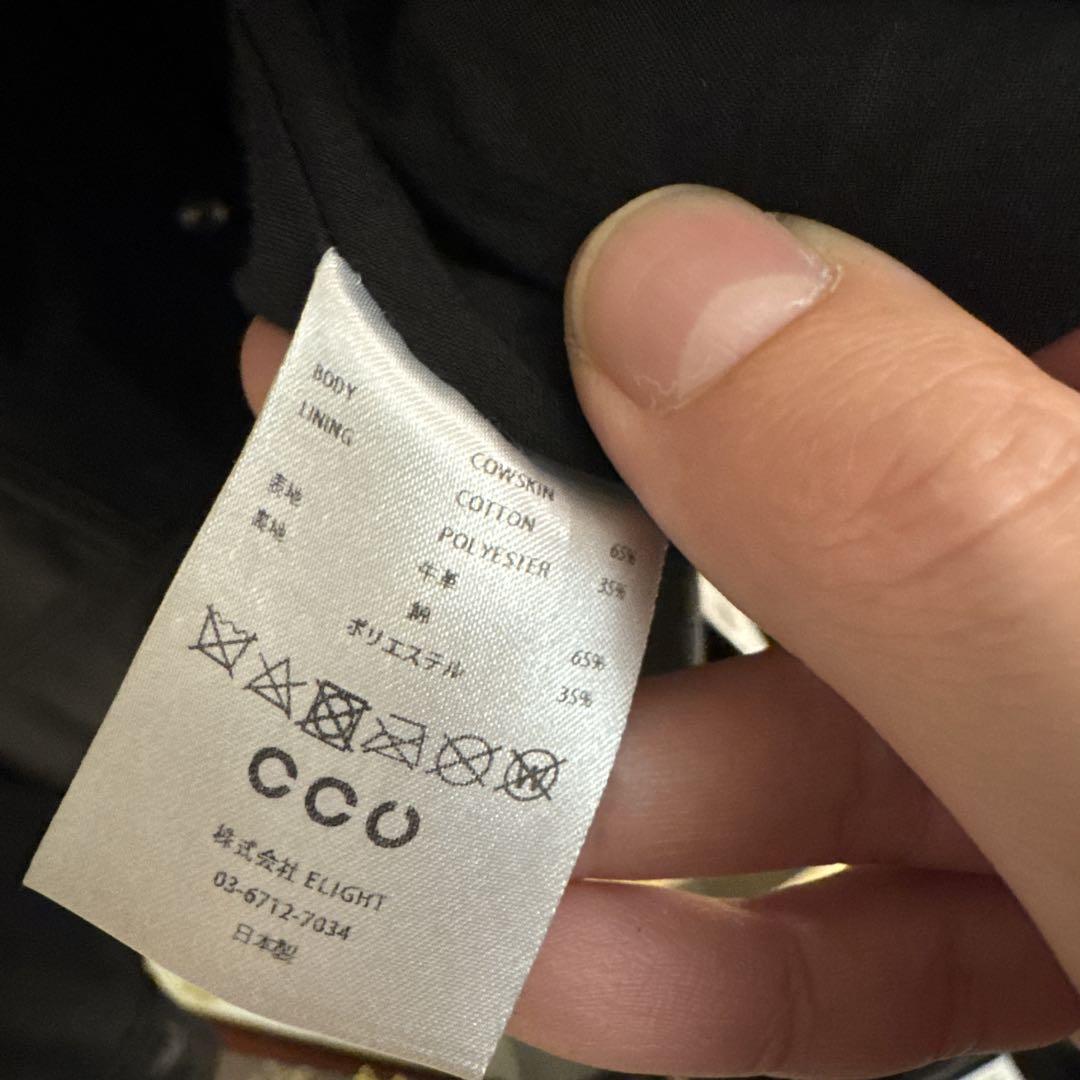 BODY COWSKIN
LINING COTTON 65%
POLYESTER 35%
表地 牛革
裏地 綿 65%
ポリエステル 35%
W
CCU
株式会社 ELIGHT
03-6712-7034
日本製